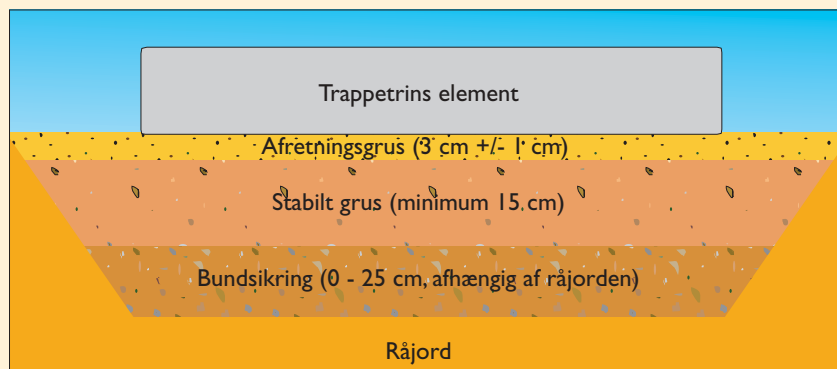 Trappetrins element
Afretningsgrus (3 cm +/- 1 cm)
Stabilt grus (minimum 15 cm)
Bundsikring (0 - 25 cm, afhængig af råjorden)
Råjord